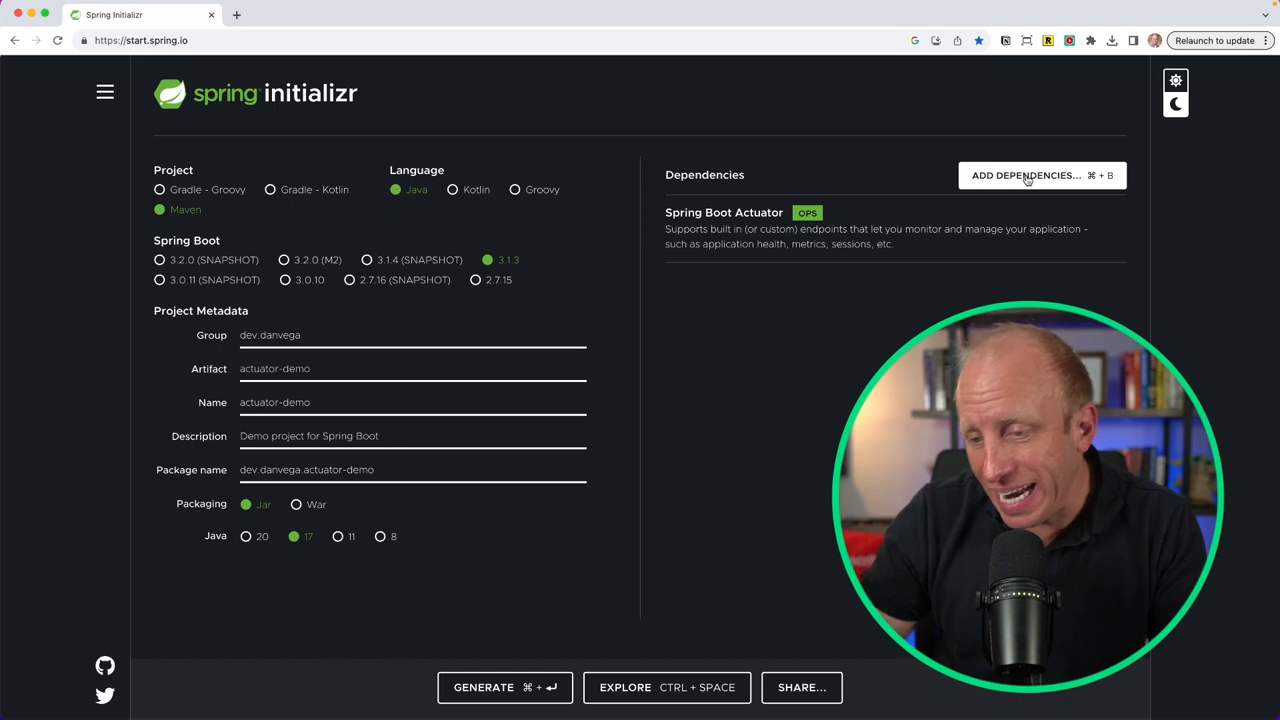 Spring Initializr
https://start.spring.io
Relaunch to update
spring initializr
Project
Gradle - Groovy
Gradle - Kotlin
Maven
Language
Java
Kotlin
Groovy
Spring Boot
3.2.0 (SNAPSHOT)
3.2.0 (M2)
3.1.4 (SNAPSHOT)
3.1.3
3.0.11 (SNAPSHOT)
3.0.10
2.7.16 (SNAPSHOT)
2.7.15
Project Metadata
Group dev.danvega
Artifact actuator-demo
Name actuator-demo
Description Demo project for Spring Boot
Package name dev.danvega.actuator-demo
Packaging Jar War
Java 20 17 11 8
Dependencies
ADD DEPENDENCIES... ⌘ + B
Spring Boot Actuator OPS
Supports built in (or custom) endpoints that let you monitor and manage your application -
such as application health, metrics, sessions, etc.
GENERATE ⌘ + ⏎
EXPLORE CTRL + SPACE
SHARE...